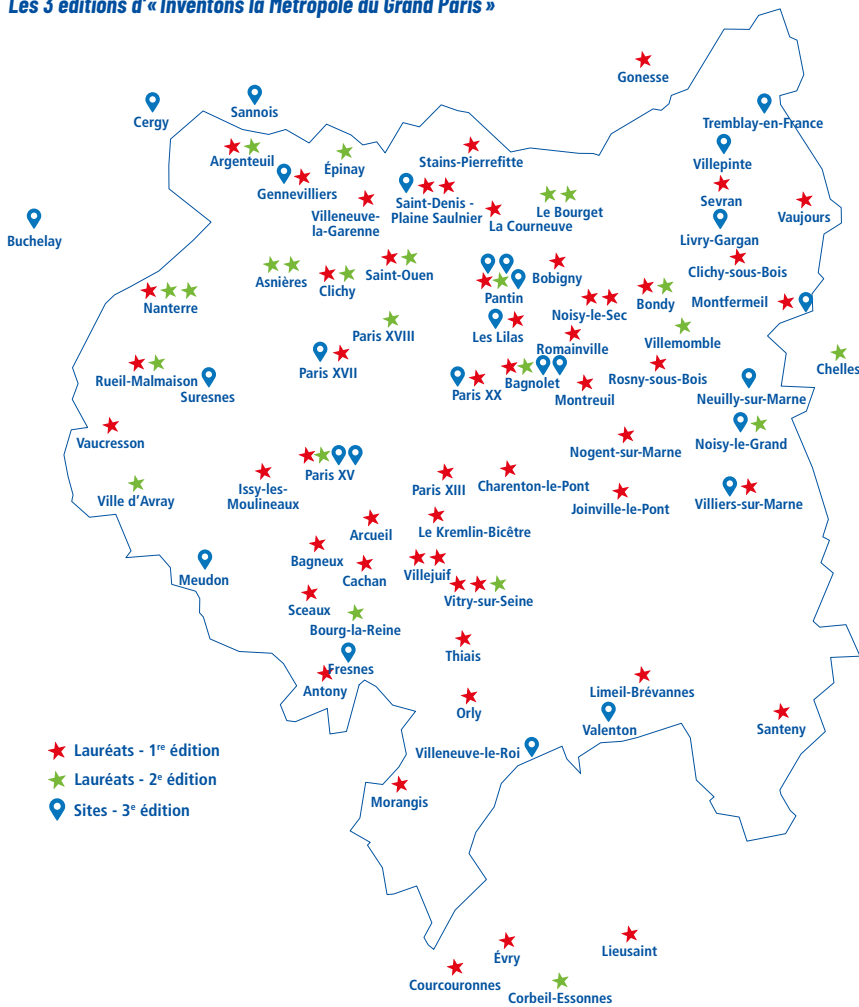 Les 3 éditions d'« Inventons la Métropole du Grand Paris »
Gonesse
Cergy
Sannois
Tremblay-en-France
Argenteuil
Épinay
Stains-Pierrefitte
Villepinte
Gennevilliers
Sevran
Villeneuve-
la-Garenne
Saint-Denis -
Plaine Saulnier
La Courneuve
Le Bourget
Vaujours
Buchelay
Livry-Gargan
Asnières
Clichy
Saint-Ouen
Bobigny
Clichy-sous-Bois
Nanterre
Pantin
Noisy-le-Sec
Bondy
Montfermeil
Paris XVIII
Les Lilas
Romainville
Villemomble
Chelles
Paris XVII
Rueil-Malmaison
Suresnes
Paris XX
Bagnolet
Montreuil
Rosny-sous-Bois
Neuilly-sur-Marne
Vaucresson
Nogent-sur-Marne
Noisy-le-Grand
Ville d'Avray
Issy-les-
Moulineaux
Paris XV
Paris XIII
Charenton-le-Pont
Joinville-le-Pont
Villiers-sur-Marne
Arcueil
Le Kremlin-Bicêtre
Bagneux
Cachan
Villejuif
Meudon
Vitry-sur-Seine
Sceaux
Bourg-la-Reine
Thiais
Fresnes
Antony
Orly
Limeil-Brévannes
Valenton
Santeny
Villeneuve-le-Roi
Lauréats - 1re édition
Lauréats - 2e édition
Sites - 3e édition
Morangis
Évry
Lieusaint
Courcouronnes
Corbeil-Essonnes